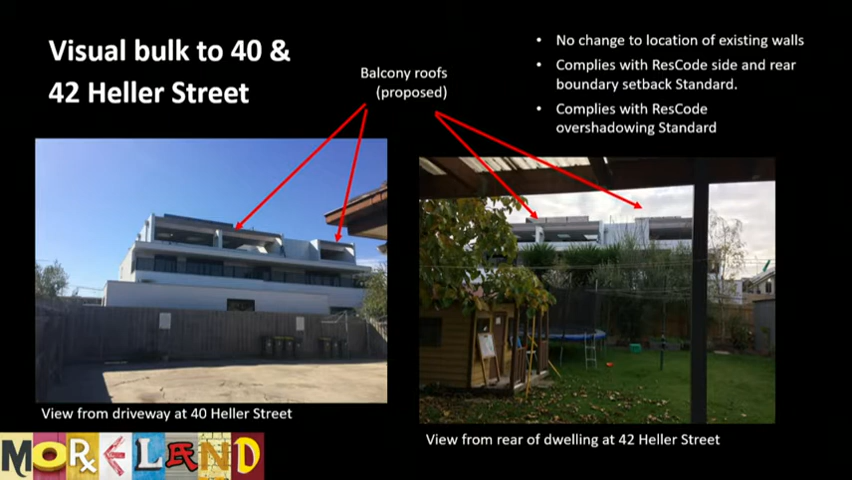 Visual bulk to 40 &
42 Heller Street
Balcony roofs
(proposed)
• No change to location of existing walls
• Complies with ResCode side and rear
boundary setback Standard.
• Complies with ResCode
overshadowing Standard
View from driveway at 40 Heller Street
View from rear of dwelling at 42 Heller Street
MORELAND